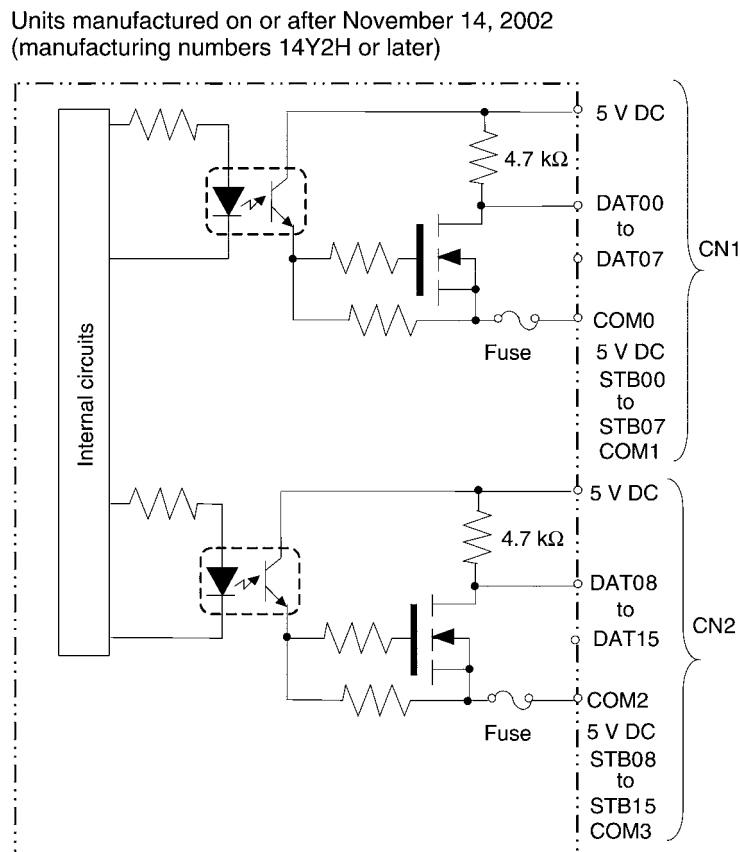 Units manufactured on or after November 14, 2002
(manufacturing numbers 14Y2H or later)
Internal circuits
5 V DC
4.7 kΩ
DAT00
to
DAT07
CN1
COM0
Fuse
5 V DC
STB00
to
STB07
COM1
5 V DC
4.7 kΩ
DAT08
to
DAT15
CN2
COM2
Fuse
5 V DC
STB08
to
STB15
COM3